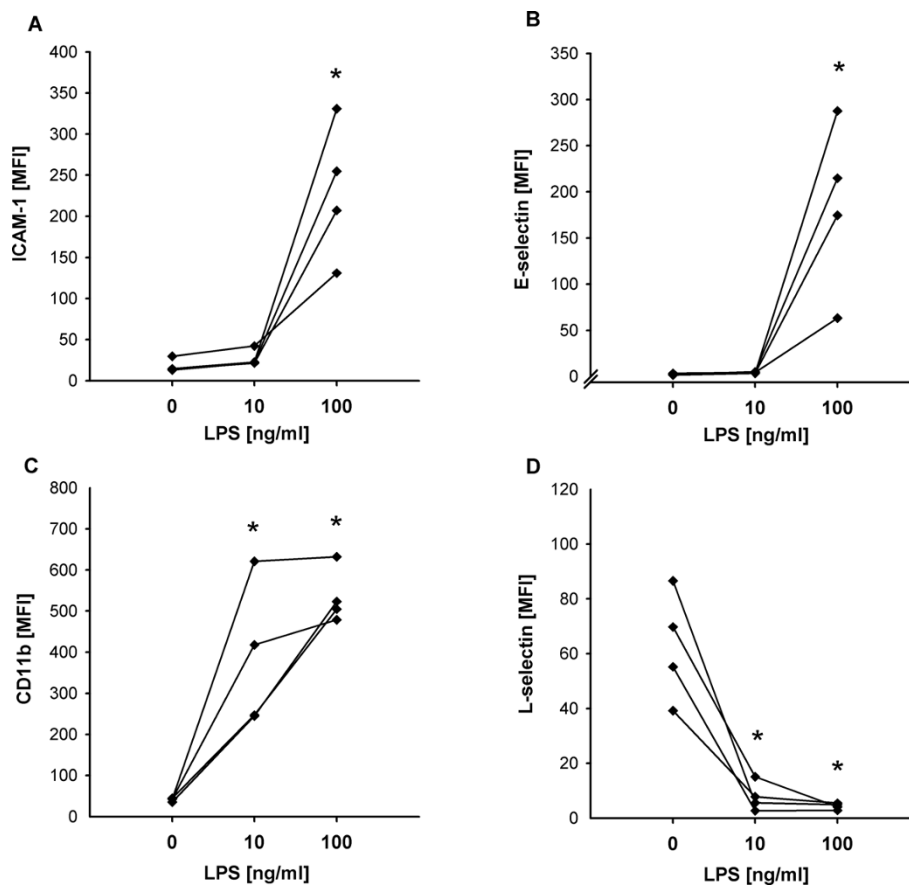 A
400
350
300
250
200
150
100
50
0
ICAM-1 [MFI]
*
0 10 100
LPS [ng/ml]
B
350
300
250
200
150
100
50
0
E-selectin [MFI]
*
0 10 100
LPS [ng/ml]
C
800
700
600
500
400
300
200
100
0
CD11b [MFI]
* *
0 10 100
LPS [ng/ml]
D
120
100
80
60
40
20
0
L-selectin [MFI]
*
*
0 10 100
LPS [ng/ml]